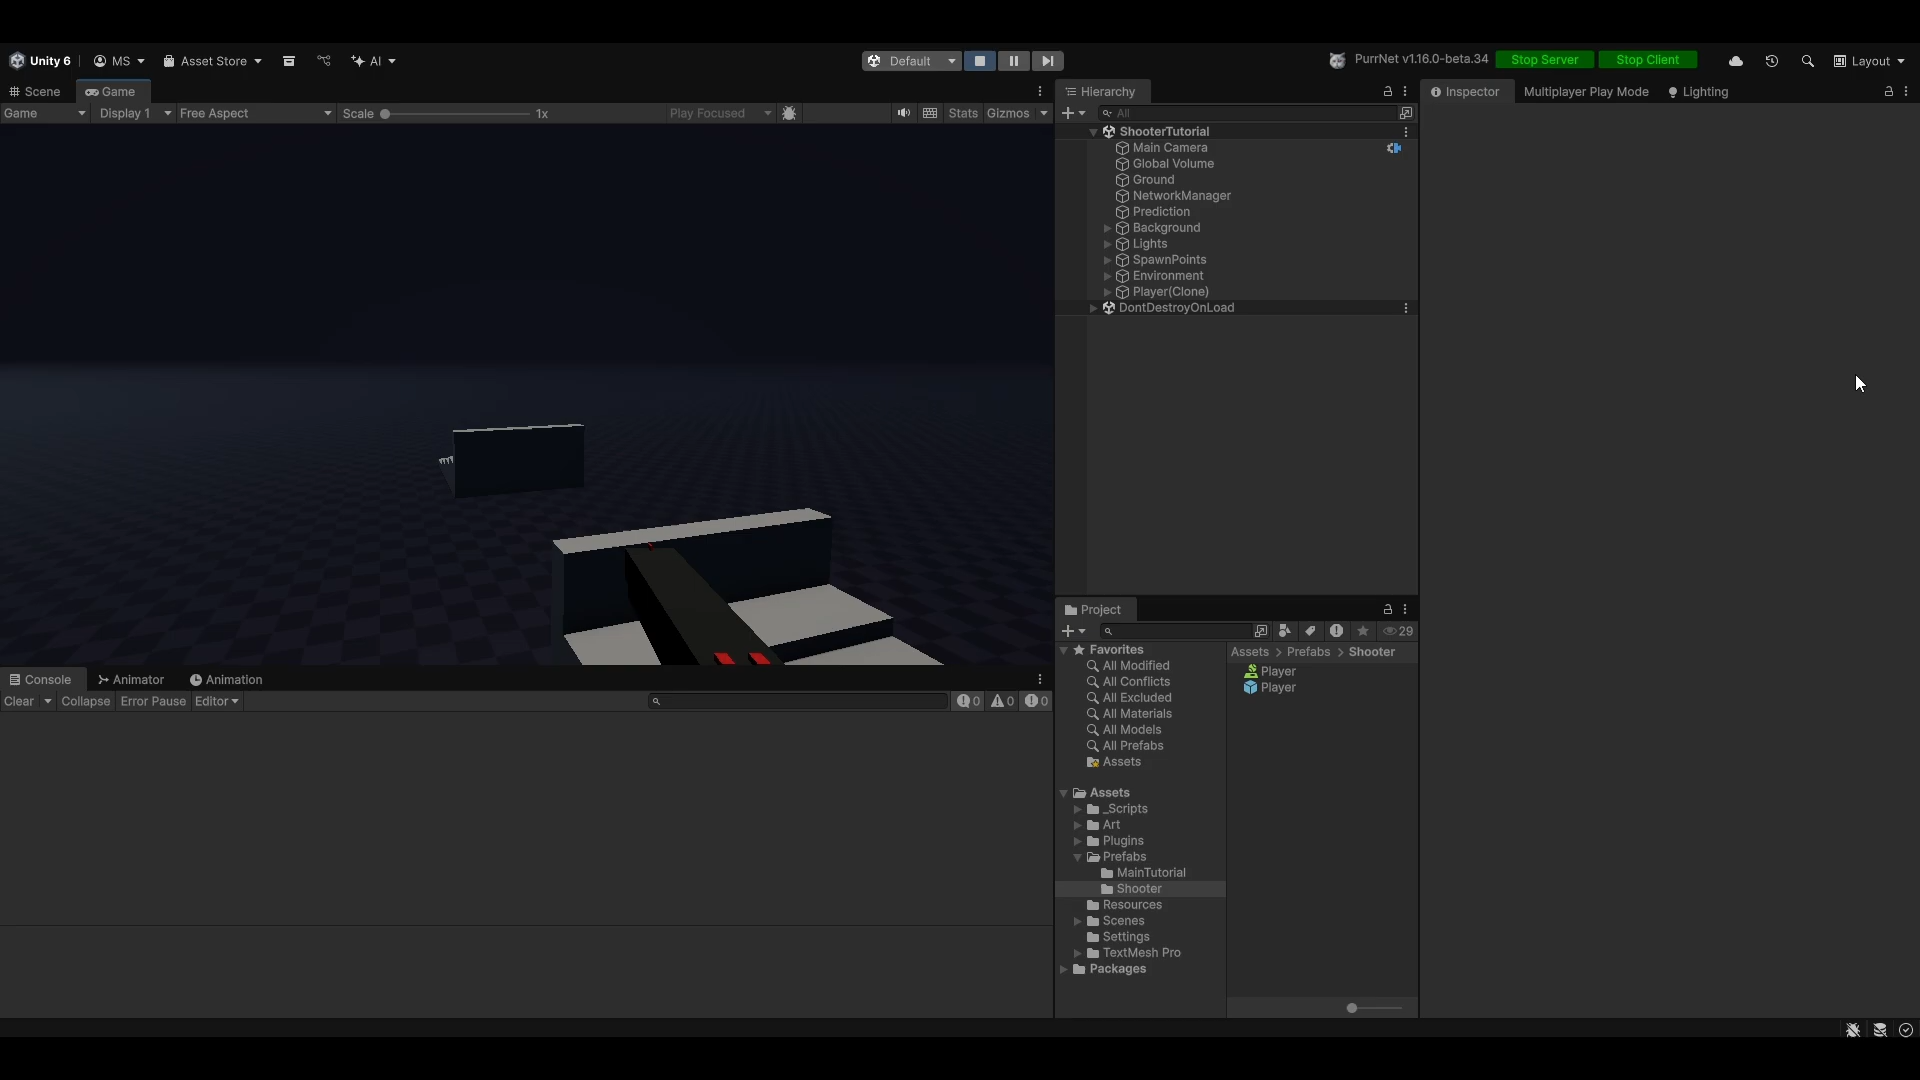 Unity 6
MS
Asset Store
AI
Default
PurrNet v1.16.0-beta.34
Stop Server
Stop Client
Layout
Scene
Game
Game
Display 1
Free Aspect
Scale
1x
Play Focused
Stats
Gizmos
Hierarchy
All
ShooterTutorial
Main Camera
Global Volume
Ground
NetworkManager
Prediction
Background
Lights
SpawnPoints
Environment
Player(Clone)
DontDestroyOnLoad
Inspector
Multiplayer Play Mode
Lighting
Console
Animator
Animation
Clear
Collapse
Error Pause
Editor
0
0
0
Project
29
Favorites
All Modified
All Conflicts
All Excluded
All Materials
All Models
All Prefabs
Assets
Assets
_Scripts
Art
Plugins
Prefabs
MainTutorial
Shooter
Resources
Scenes
Settings
TextMesh Pro
Packages
Assets > Prefabs > Shooter
Player
Player